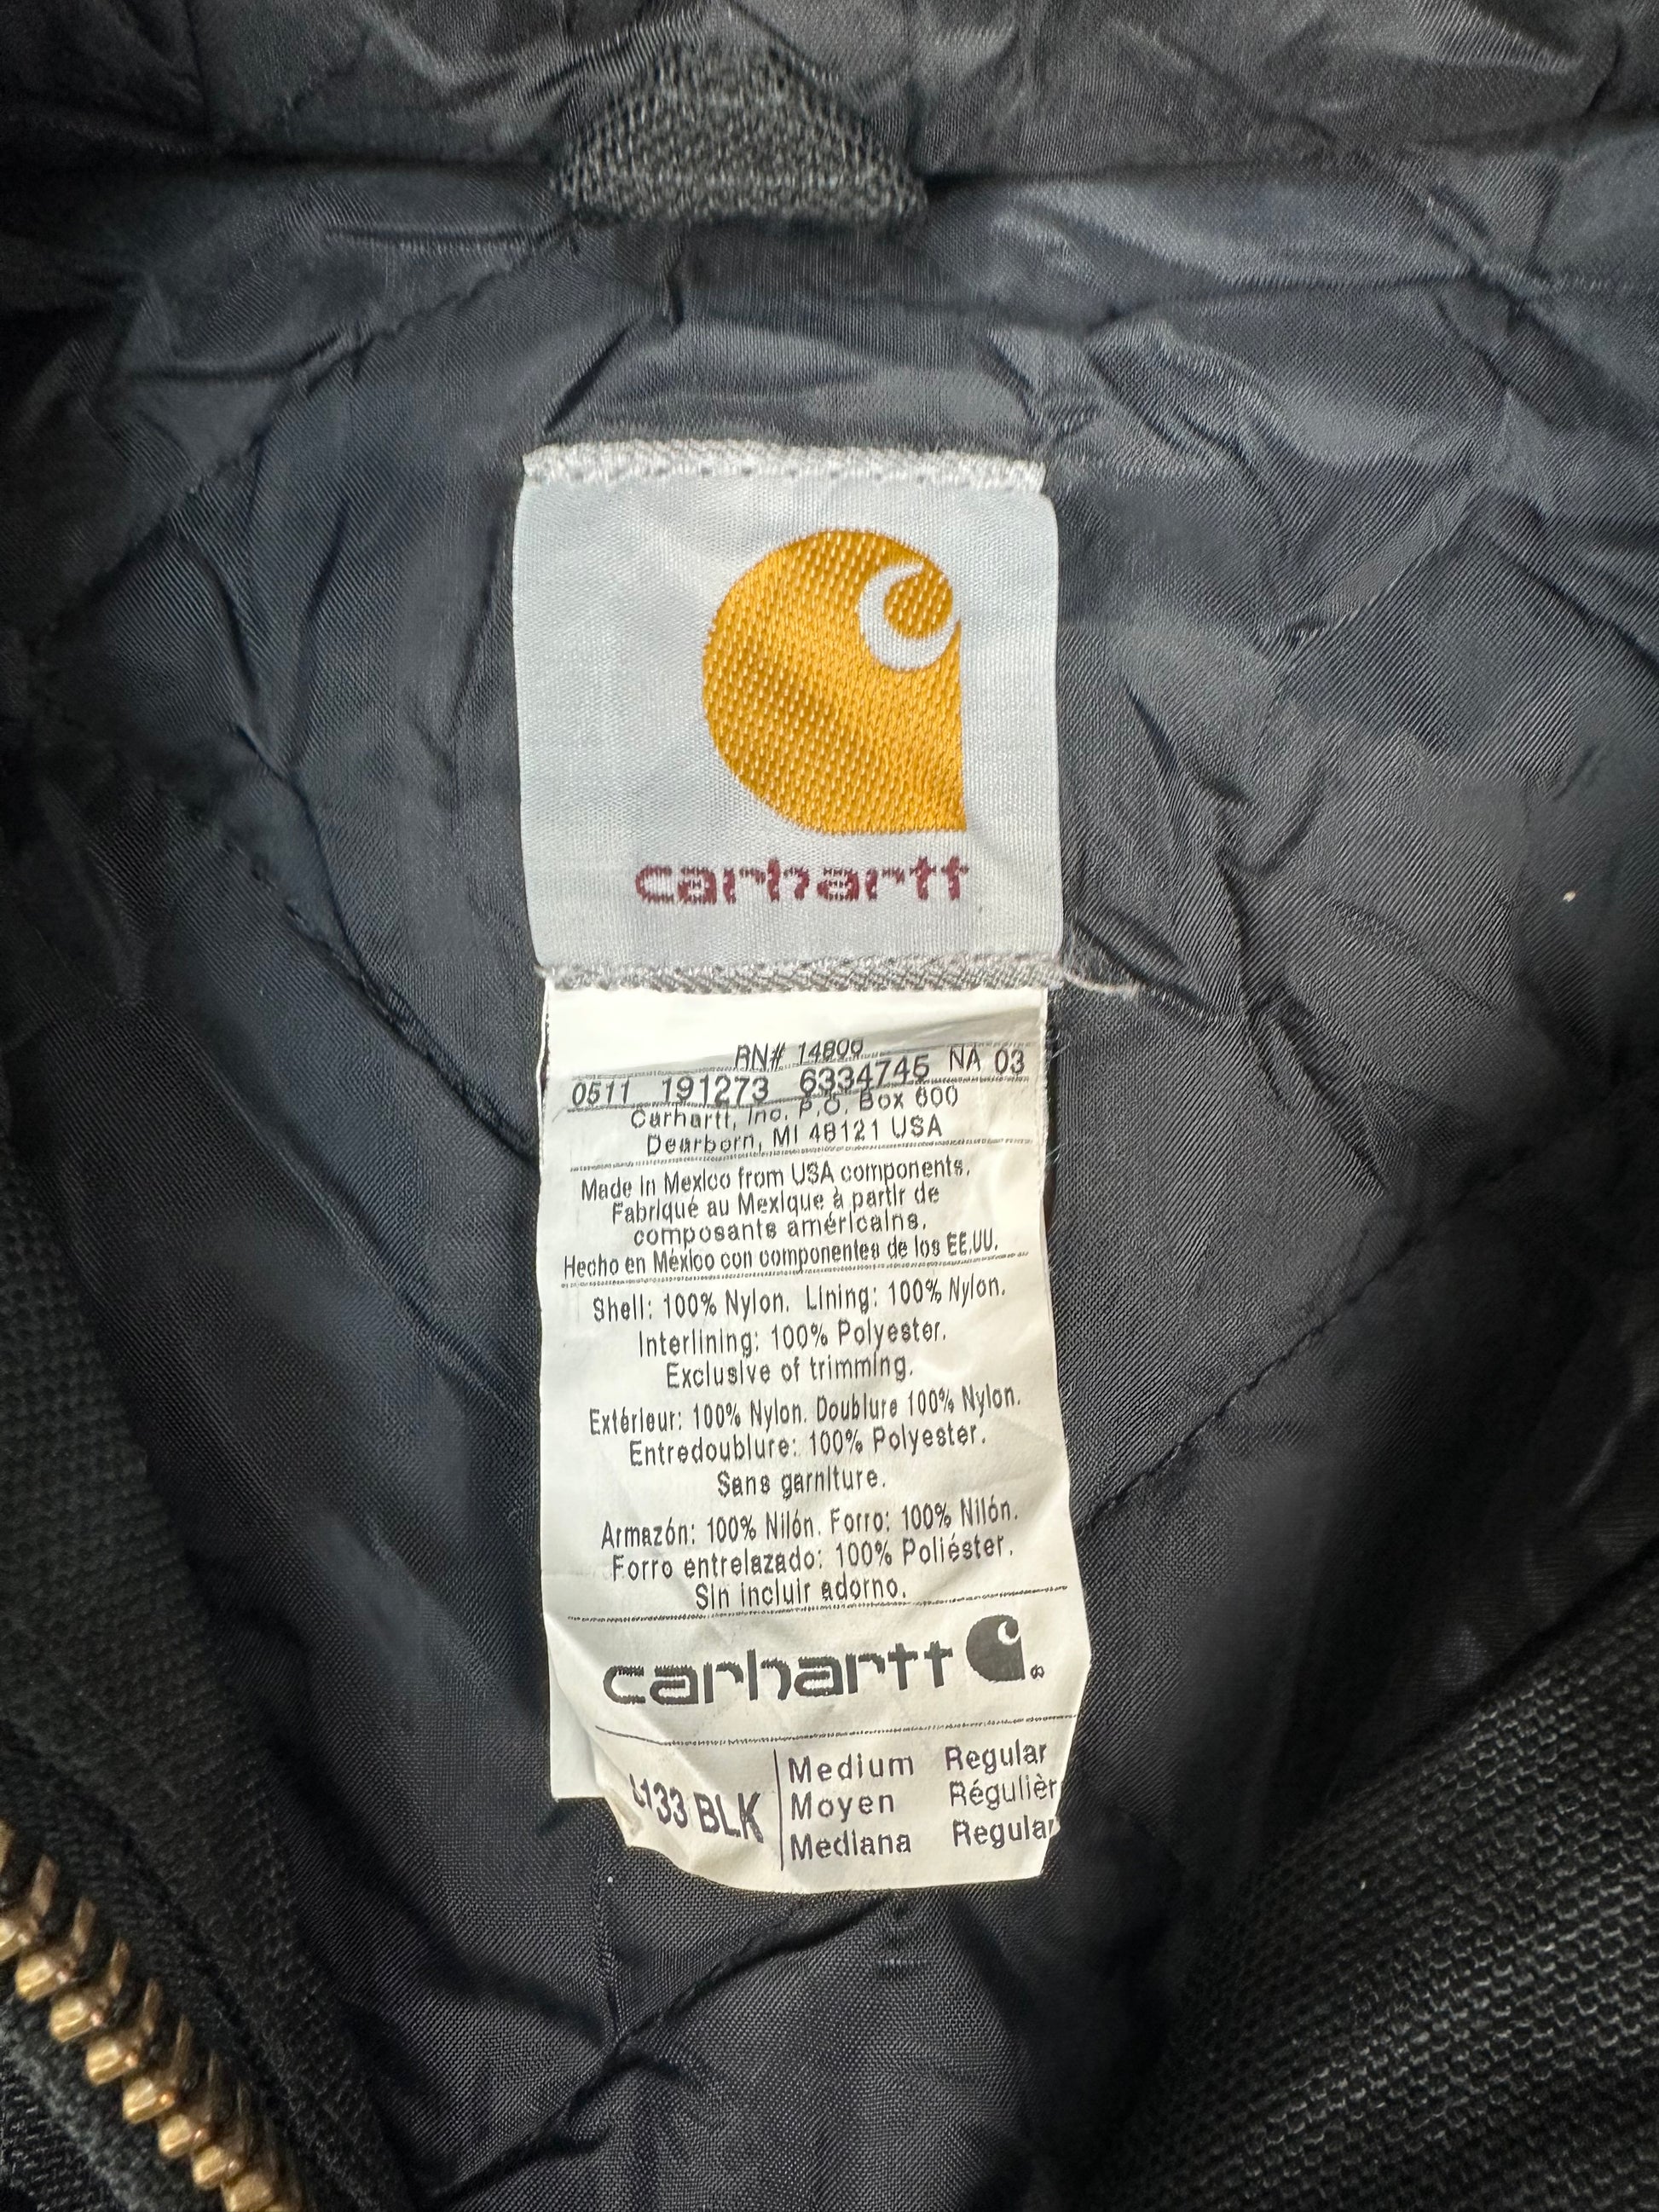 carhartt
RN# 14806
0511 191273 6334745 NA 03
Carhartt, Inc. P.O. Box 600
Dearborn, MI 48121 USA
Made in Mexico from USA components.
Fabriqué au Mexique à partir de
composants américains.
Hecho en México con componentes de los EE.UU.
Shell: 100% Nylon. Lining: 100% Nylon.
Interlining: 100% Polyester.
Exclusive of trimming.
Extérieur: 100% Nylon. Doublure 100% Nylon.
Entredoublure: 100% Polyester.
Sans garniture.
Armazón: 100% Nilón. Forro: 100% Nilón.
Forro entrelazado: 100% Poliéster.
Sin incluir adorno.
carhartt ®
133 BLK
Medium Regular
Moyen Régulièr
Mediana Regular